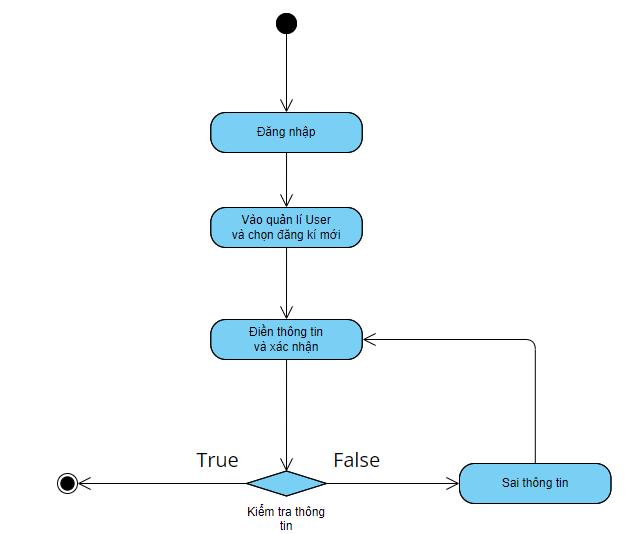 Đăng nhập
Vào quản lí User
và chọn đăng kí mới
Điền thông tin
và xác nhận
True
False
Sai thông tin
Kiểm tra thông
tin